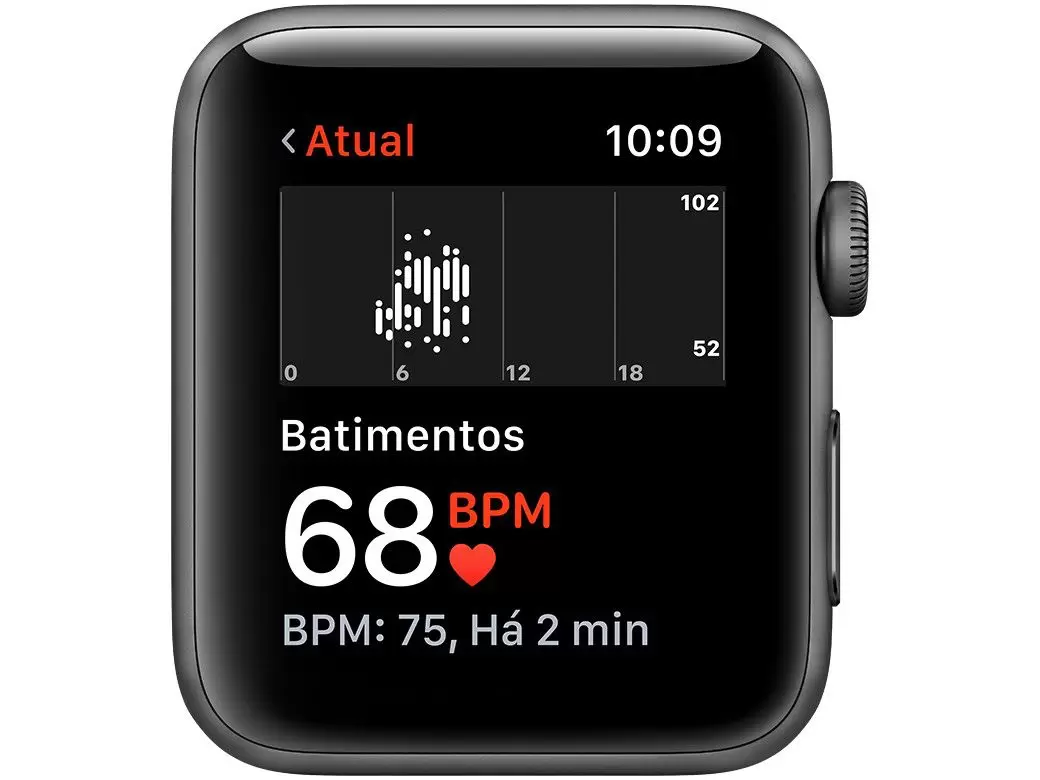 < Atual 10:09
102
52
0 6 12 18
Batimentos
68 BPM
BPM: 75, Há 2 min